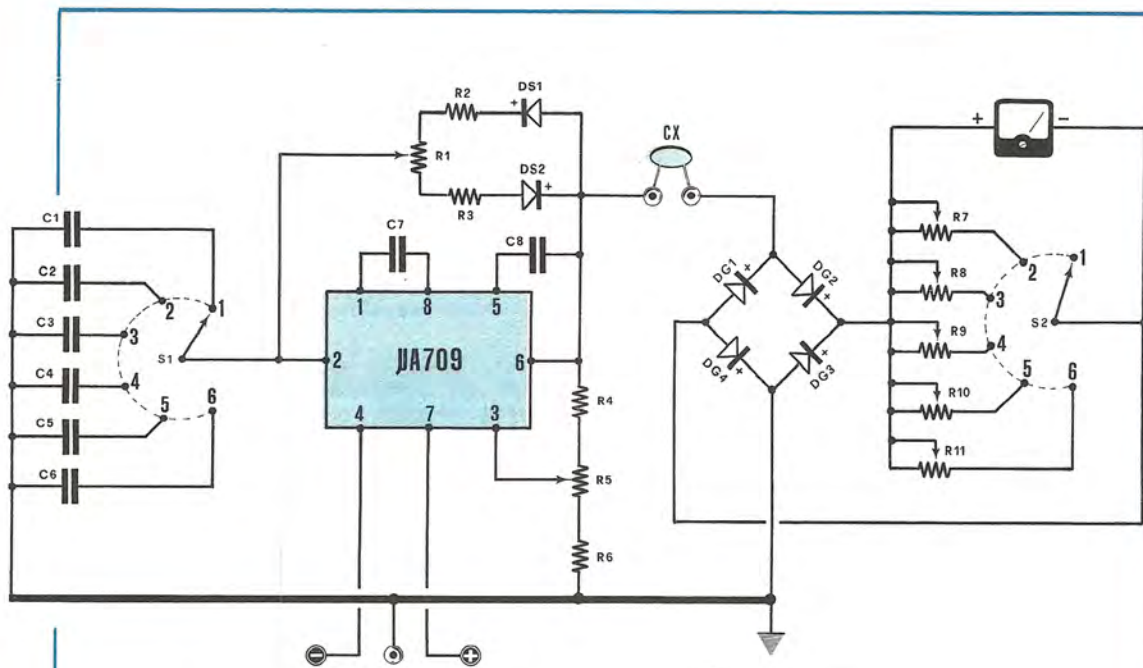 DS1
R2
+
CX
+ -
R1
DS2
+
R3
R7
C1
C7
C8
1
2
R8
DG1
DG2
C2
1
8
5
+
+
3
2
1
R9
S2
C3
3
4
S1
2
µA709
6
+
+
C4
4
DG4
DG3
5
6
R4
R10
5
6
4
7
3
C5
R11
C6
R5
R6
- +